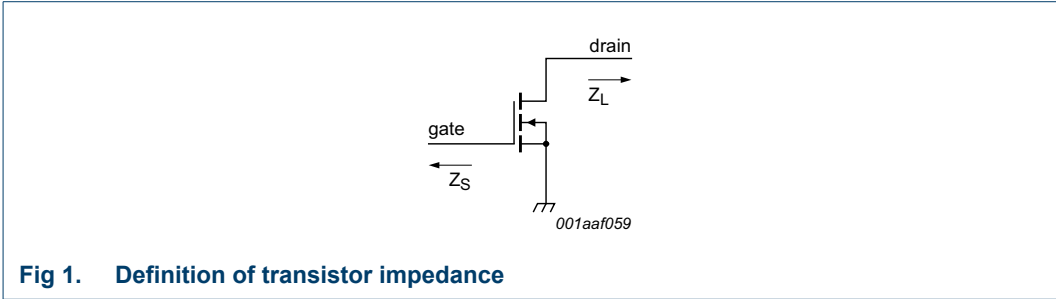 drain
Z_L
gate
Z_S
001aaf059
Fig 1. Definition of transistor impedance